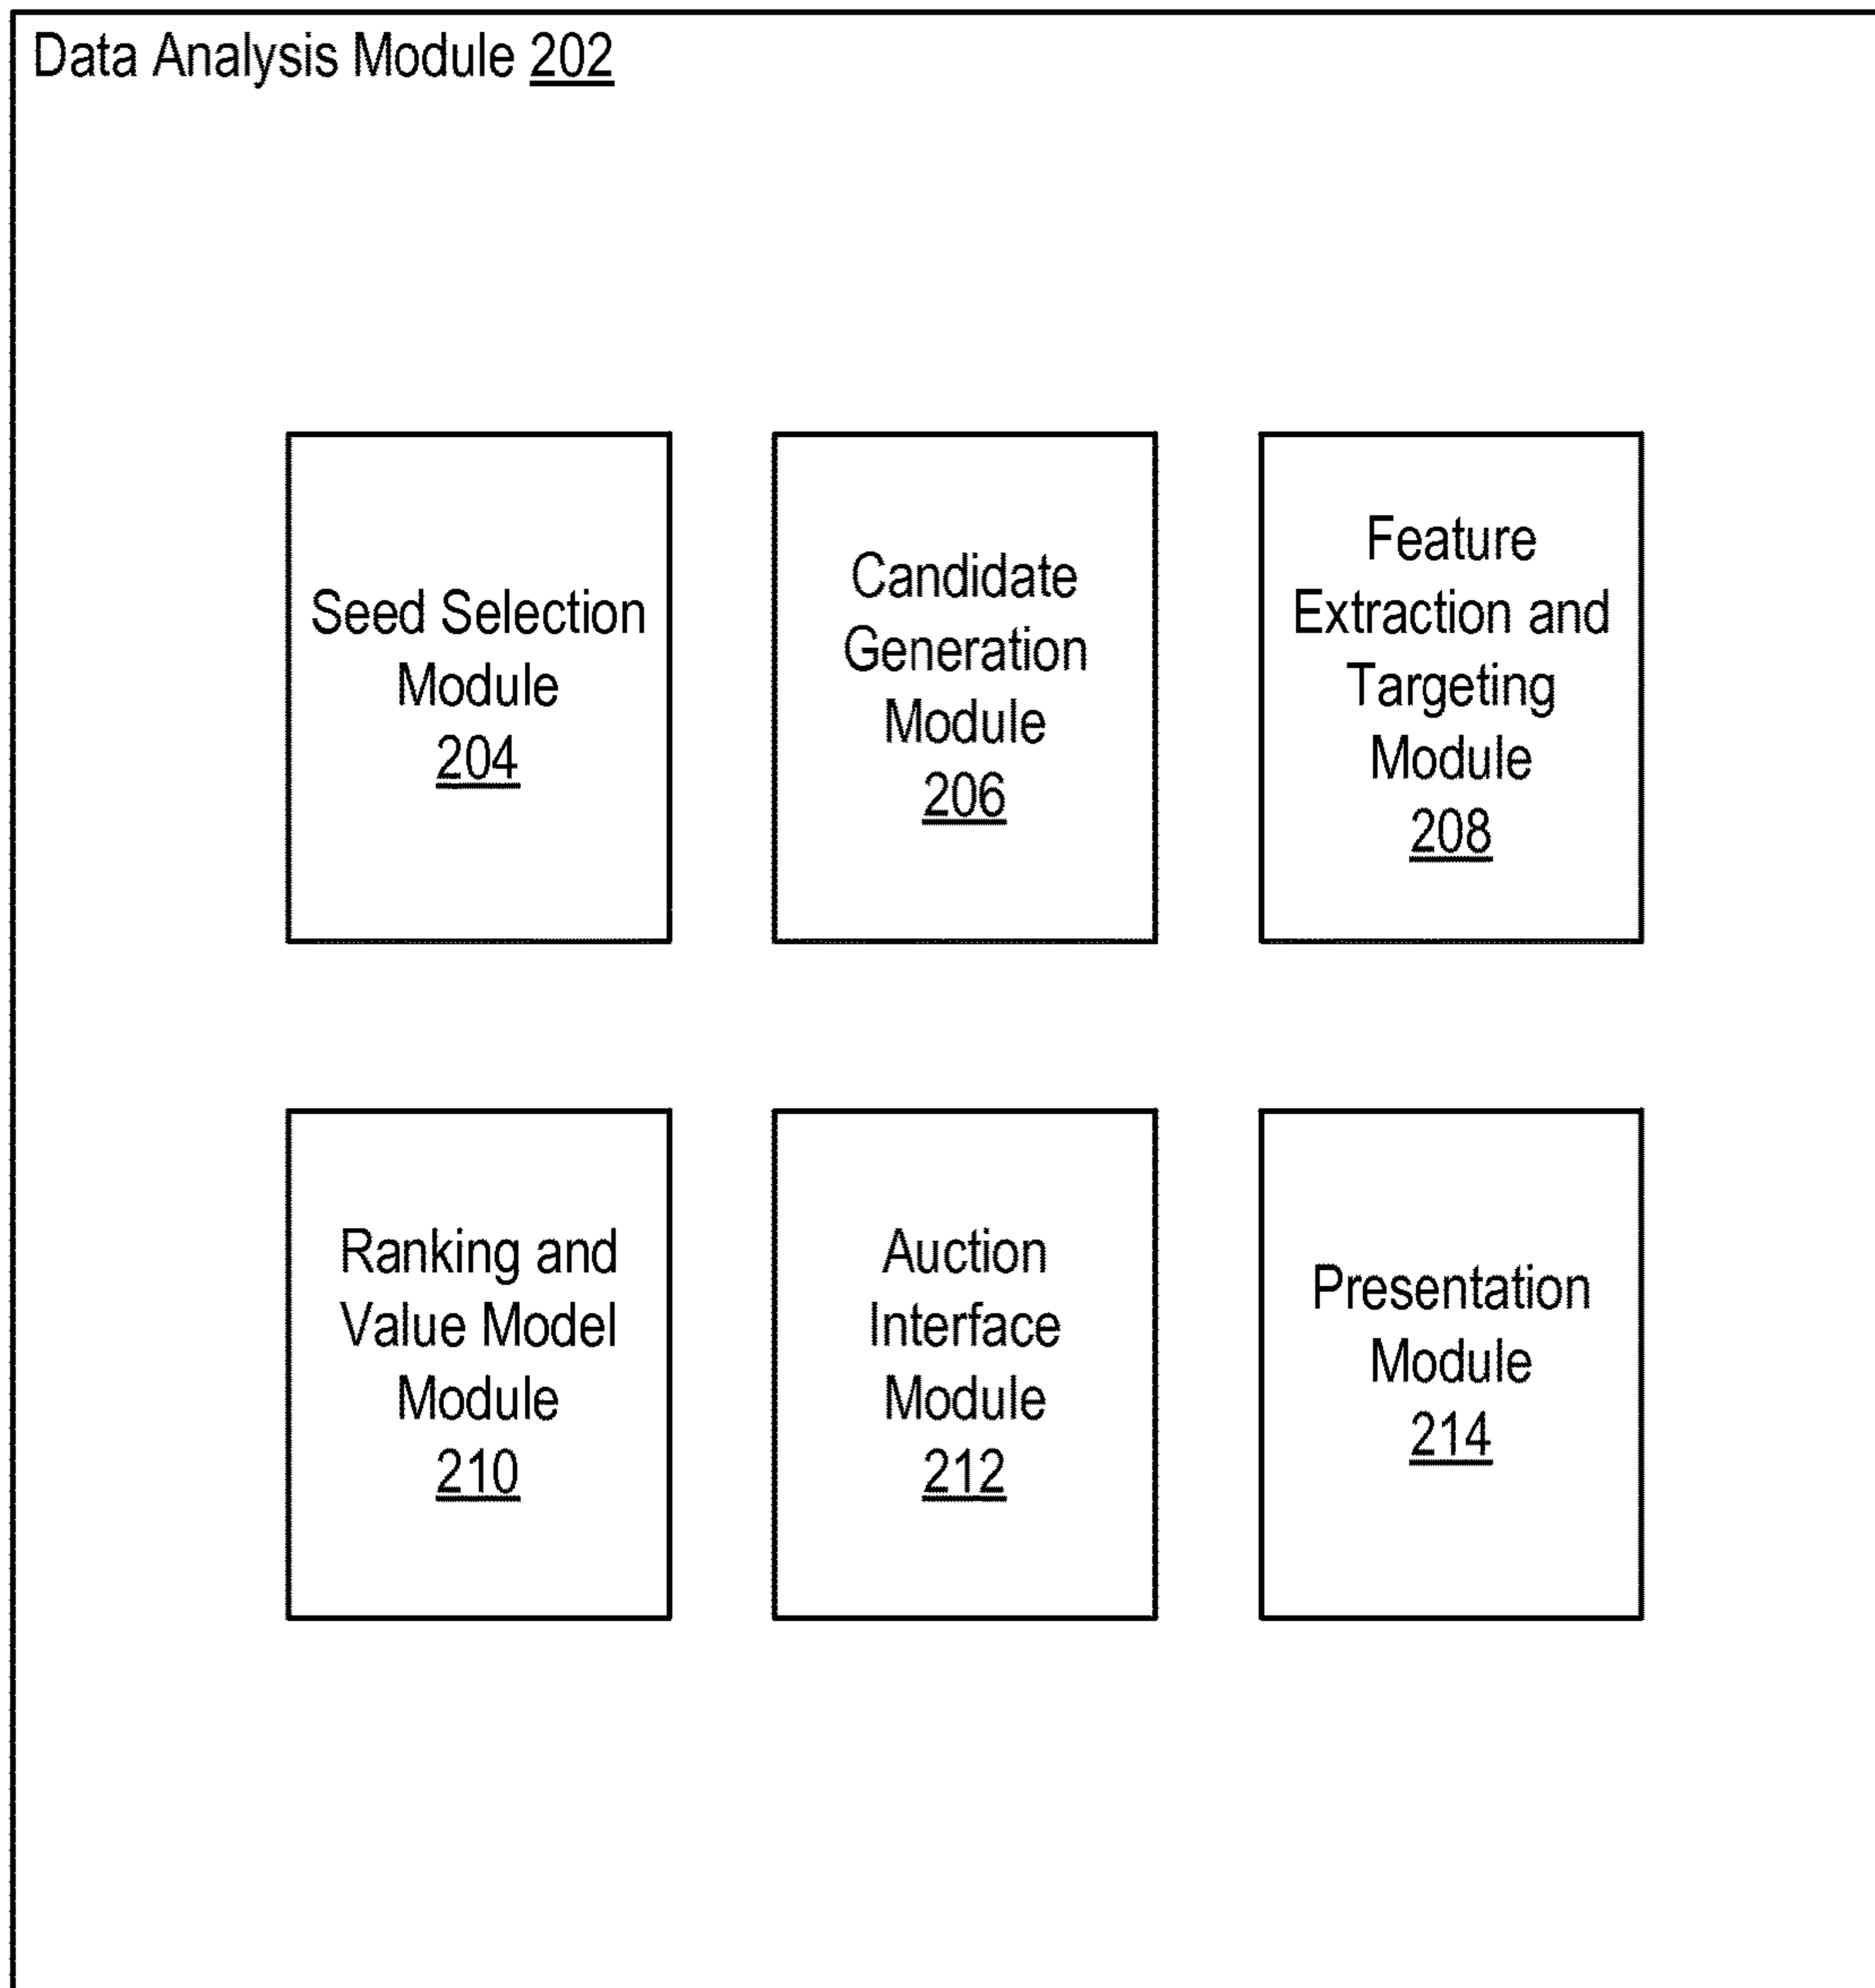 Data Analysis Module 202
Seed Selection
Module
204
Candidate
Generation
Module
206
Feature
Extraction and
Targeting
Module
208
Ranking and
Value Model
Module
210
Auction
Interface
Module
212
Presentation
Module
214